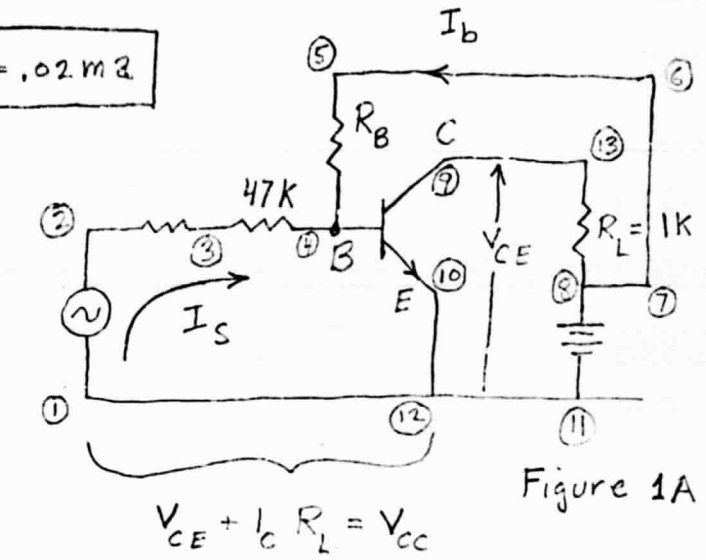 I_b
= .02 ma
⑤
⑥
R_B
C
⑬
⑨
47K
②
③
④
B
V_CE
R_L = 1K
⑩
⑧
⑦
E
I_S
①
⑫
⑪
Figure 1A
V_CE + I_C R_L = V_CC